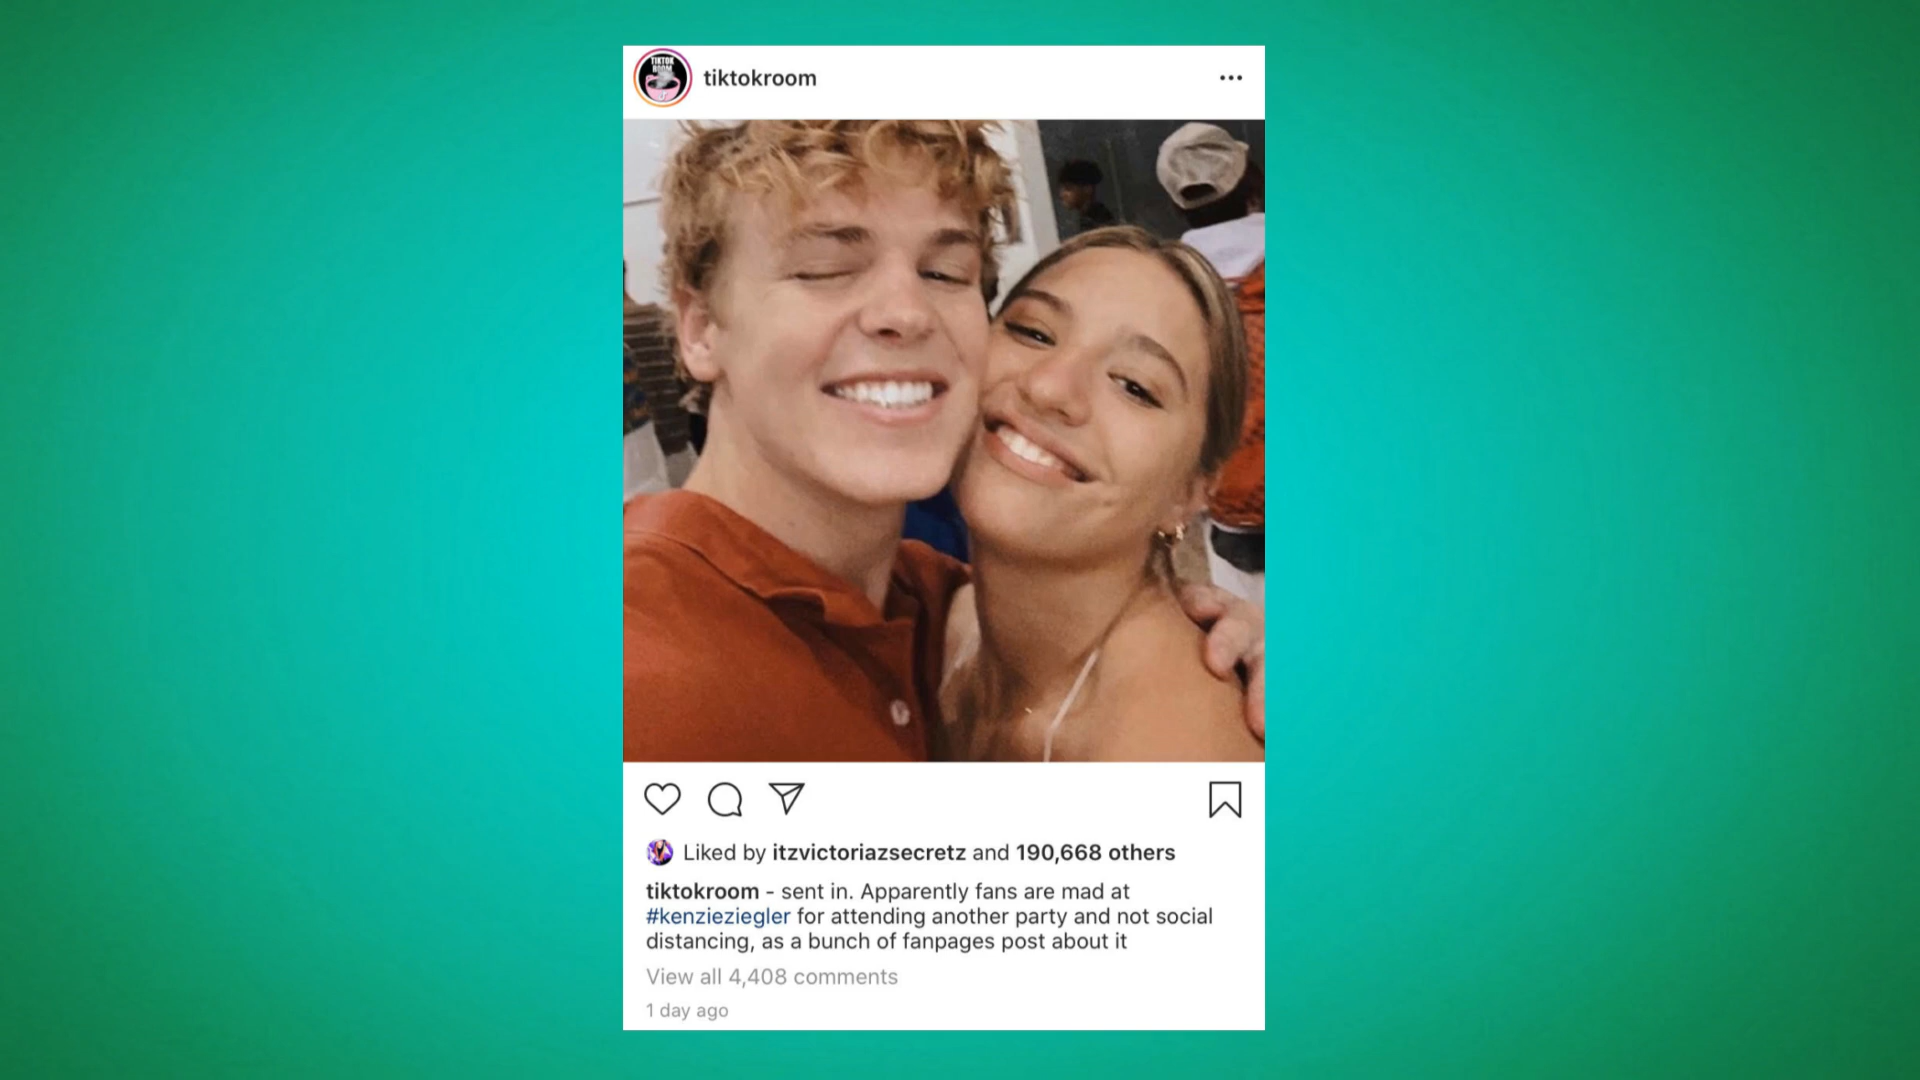 TIKTOK
ROOM
tiktokroom
Liked by itzvictoriazsecretz and 190,668 others
tiktokroom - sent in. Apparently fans are mad at
#kenzieziegler for attending another party and not social
distancing, as a bunch of fanpages post about it
View all 4,408 comments
1 day ago